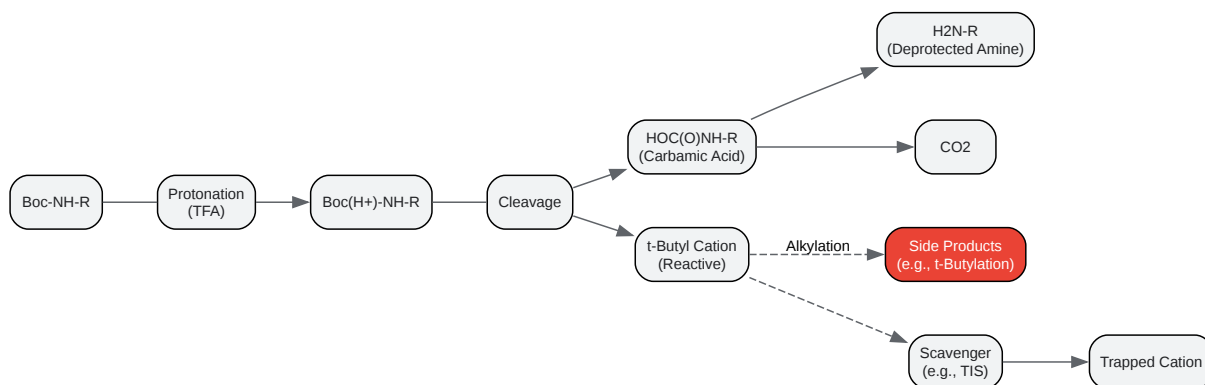 Boc-NH-R
Protonation
(TFA)
Boc(H+)-NH-R
Cleavage
HOC(O)NH-R
(Carbamic Acid)
H2N-R
(Deprotected Amine)
CO2
t-Butyl Cation
(Reactive)
Alkylation
Side Products
(e.g., t-Butylation)
Scavenger
(e.g., TIS)
Trapped Cation